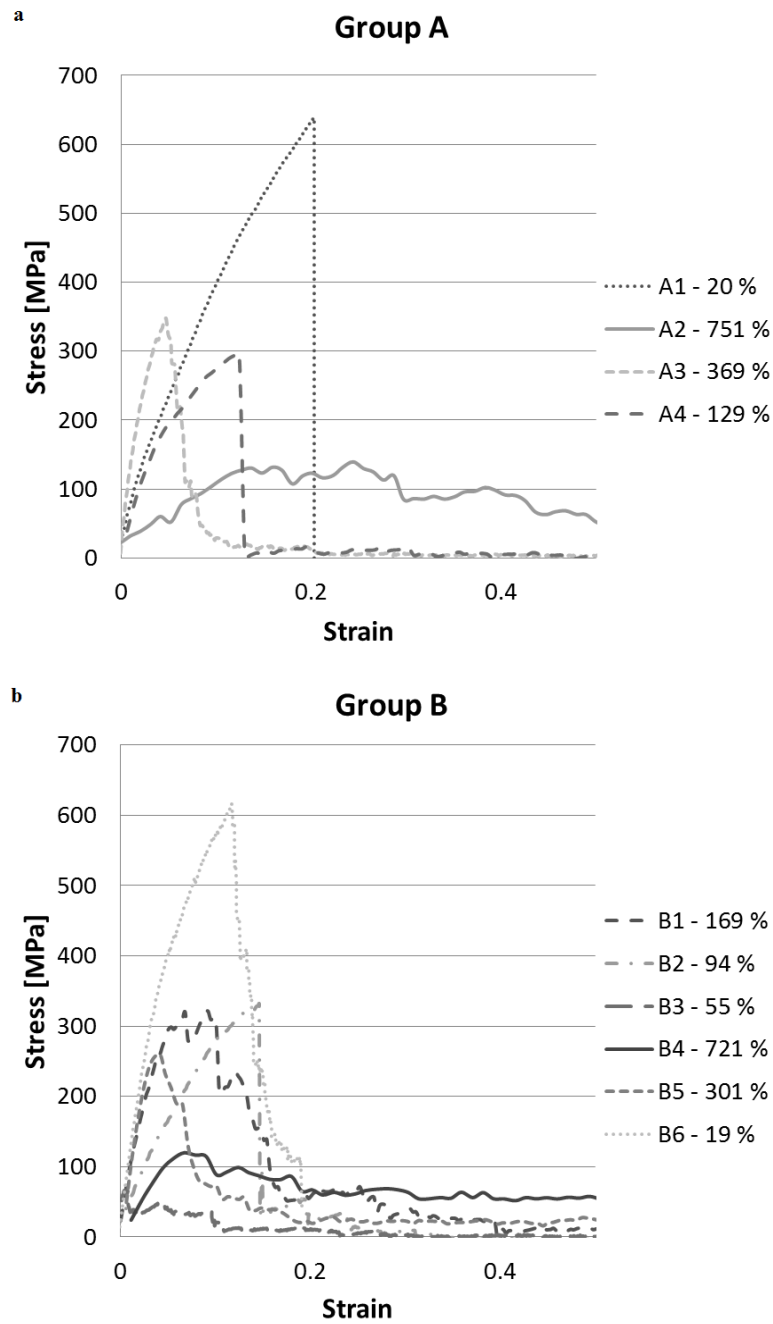 a
Group A
700
600
500
400
300
200
100
0
Stress [MPa]
0
0.2
0.4
Strain
A1 - 20 %
A2 - 751 %
A3 - 369 %
A4 - 129 %
b
Group B
700
600
500
400
300
200
100
0
Stress [MPa]
0
0.2
0.4
Strain
B1 - 169 %
B2 - 94 %
B3 - 55 %
B4 - 721 %
B5 - 301 %
B6 - 19 %